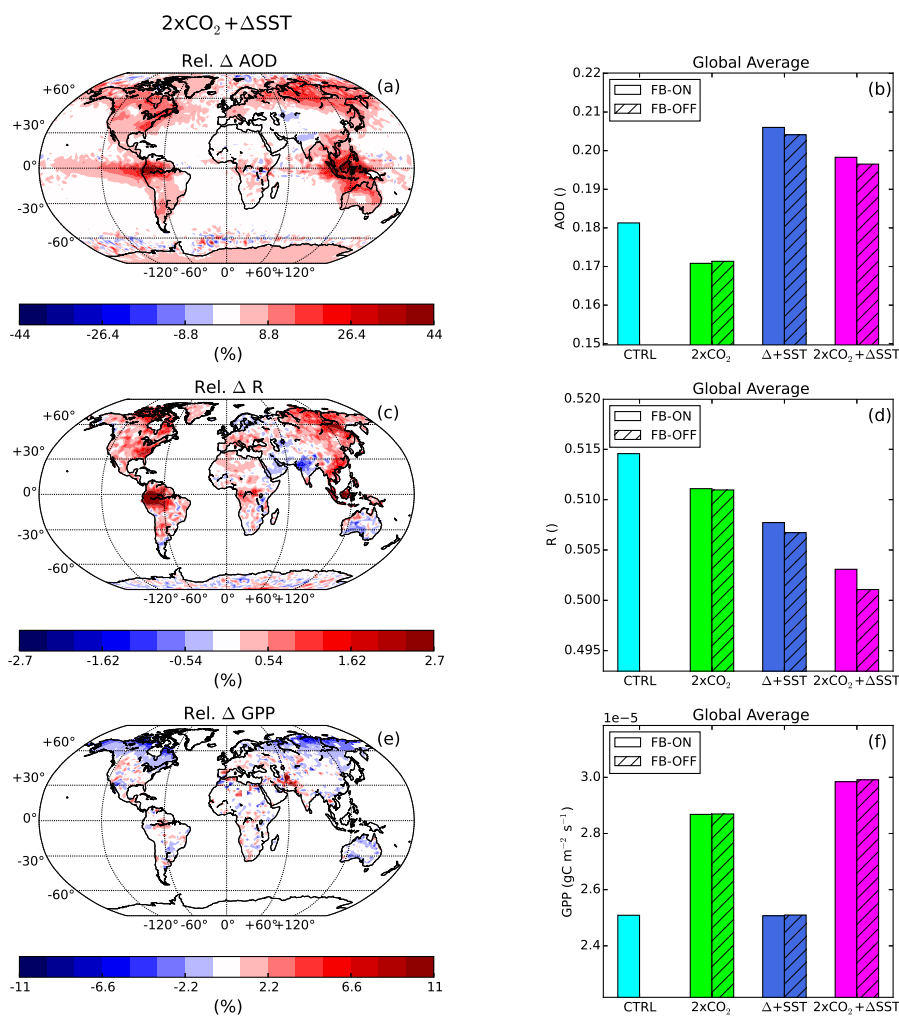 2xCO₂+ΔSST
Rel. Δ AOD
(a)
+60°
+30°
0°
-30°
-60°
-120° -60° 0° +60° +120°
-44 -26.4 -8.8 8.8 26.4 44
(%)
Global Average
(b)
FB-ON
FB-OFF
AOD ()
0.22
0.21
0.20
0.19
0.18
0.17
0.16
0.15
CTRL 2xCO₂ Δ+SST 2xCO₂+ΔSST
Rel. Δ R
(c)
+60°
+30°
0°
-30°
-60°
-120° -60° 0° +60° +120°
-2.7 -1.62 -0.54 0.54 1.62 2.7
(%)
Global Average
(d)
FB-ON
FB-OFF
R ()
0.520
0.515
0.510
0.505
0.500
0.495
CTRL 2xCO₂ Δ+SST 2xCO₂+ΔSST
Rel. Δ GPP
(e)
+60°
+30°
0°
-30°
-60°
-120° -60° 0° +60° +120°
-11 -6.6 -2.2 2.2 6.6 11
(%)
1e−5
Global Average
(f)
FB-ON
FB-OFF
GPP (gC m⁻² s⁻¹)
3.0
2.8
2.6
2.4
CTRL 2xCO₂ Δ+SST 2xCO₂+ΔSST